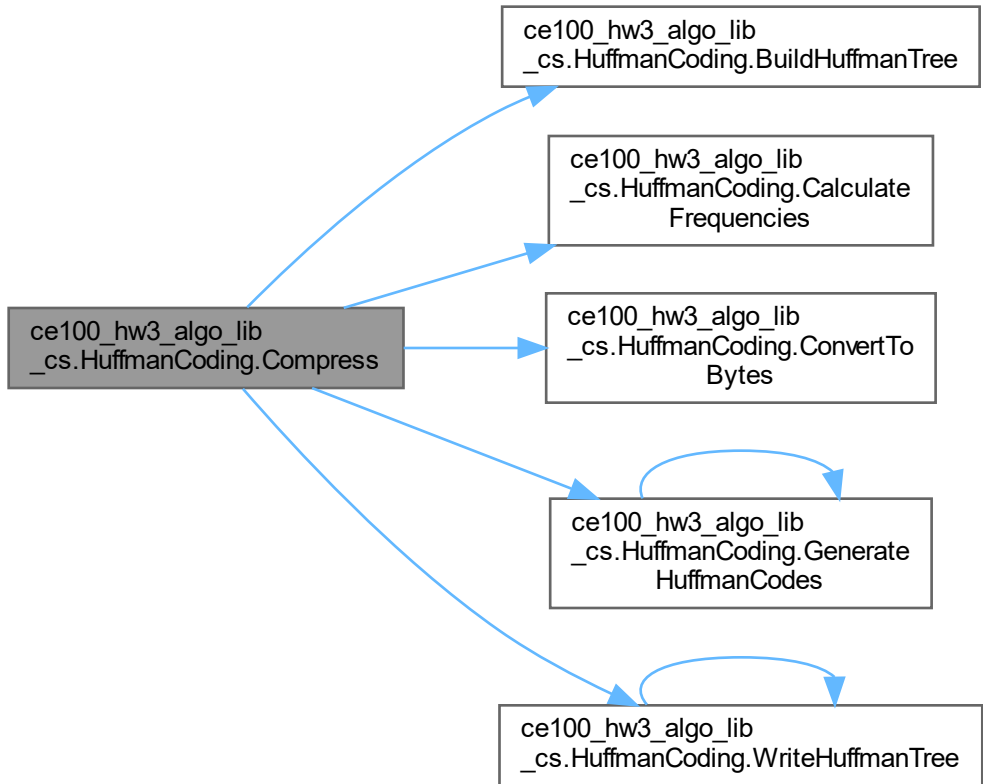 ce100_hw3_algo_lib
_cs.HuffmanCoding.BuildHuffmanTree
ce100_hw3_algo_lib
_cs.HuffmanCoding.Calculate
Frequencies
ce100_hw3_algo_lib
_cs.HuffmanCoding.Compress
ce100_hw3_algo_lib
_cs.HuffmanCoding.ConvertTo
Bytes
ce100_hw3_algo_lib
_cs.HuffmanCoding.Generate
HuffmanCodes
ce100_hw3_algo_lib
_cs.HuffmanCoding.WriteHuffmanTree